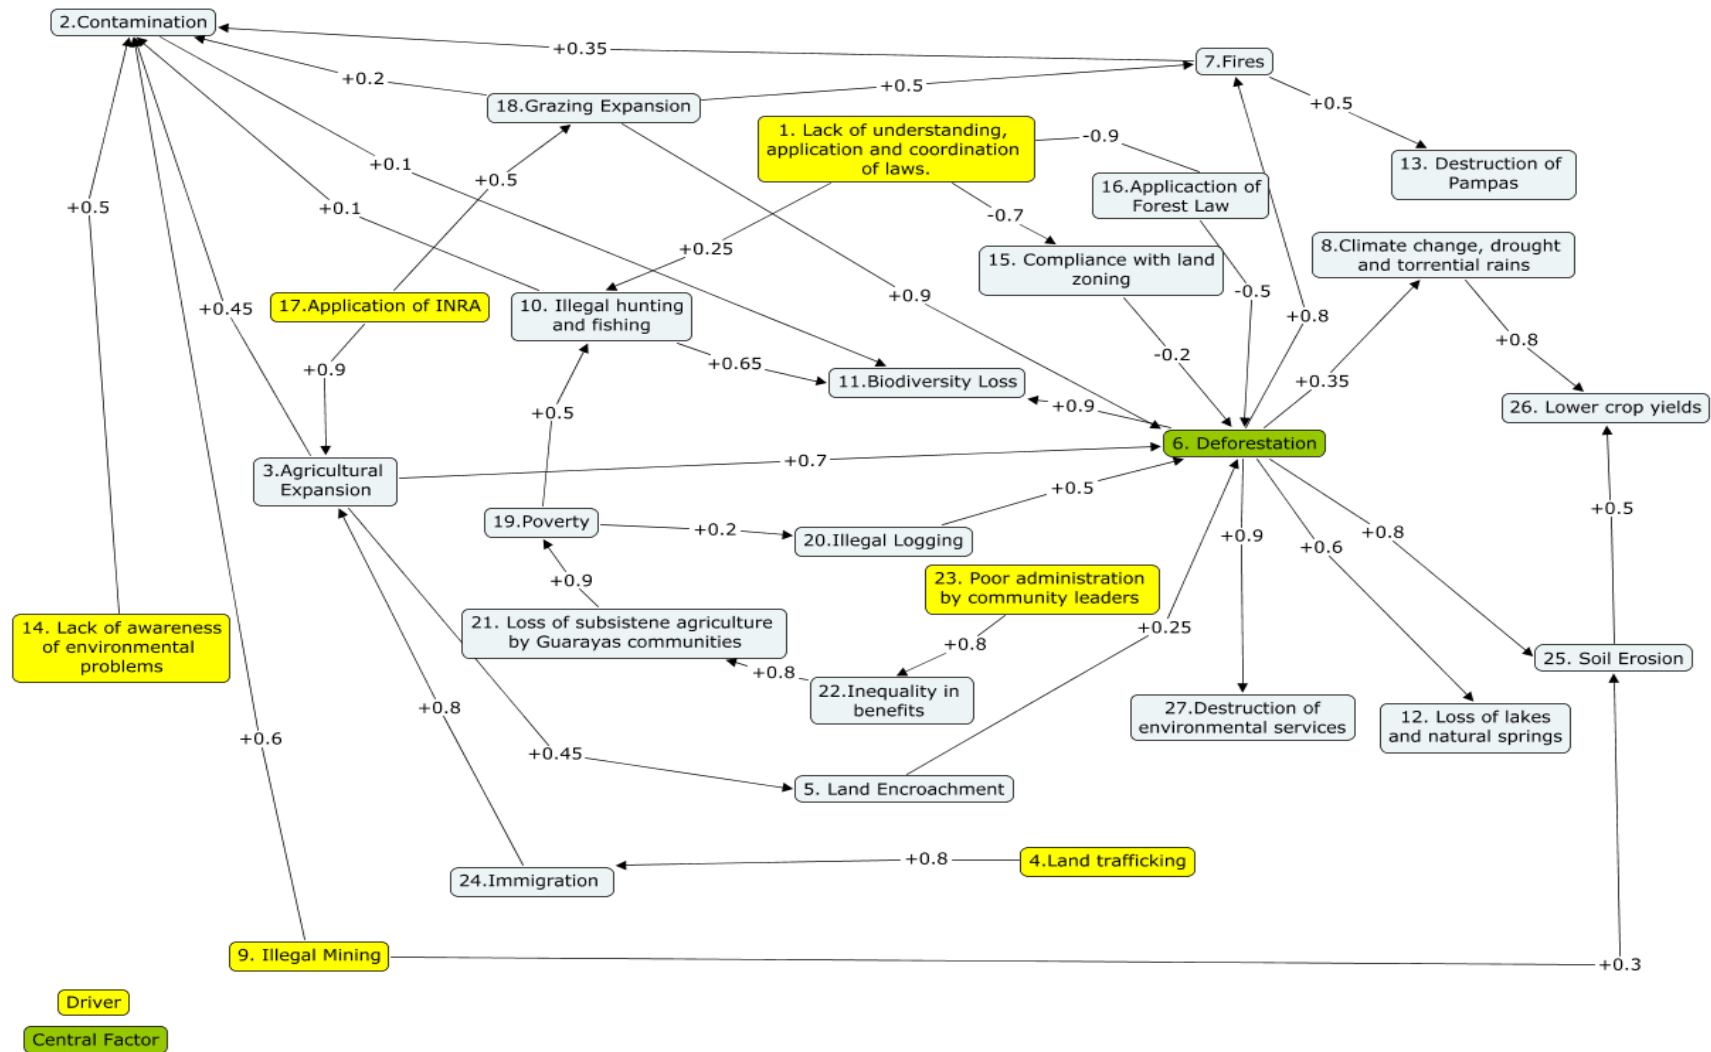 2.Contamination
+0.35
7.Fires
+0.2
+0.5
18.Grazing Expansion
+0.5
1. Lack of understanding,
application and coordination
of laws.
-0.9
13. Destruction of
Pampas
+0.1
+0.5
16.Applicaction of
Forest Law
+0.5
+0.1
-0.7
+0.25
15. Compliance with land
zoning
8.Climate change, drought
and torrential rains
17.Application of INRA
10. Illegal hunting
and fishing
+0.45
+0.9
-0.5
+0.8
+0.8
-0.2
+0.9
+0.65
11.Biodiversity Loss
+0.35
+0.9
26. Lower crop yields
+0.5
6. Deforestation
3.Agricultural
Expansion
+0.7
+0.5
+0.5
19.Poverty
+0.2
20.Illegal Logging
+0.9
+0.6
+0.8
+0.9
23. Poor administration
by community leaders
14. Lack of awareness
of environmental
problems
21. Loss of subsistene agriculture
by Guarayas communities
+0.25
+0.8
+0.8
25. Soil Erosion
22.Inequality in
benefits
27.Destruction of
environmental services
12. Loss of lakes
and natural springs
+0.8
+0.6
+0.45
5. Land Encroachment
+0.8
4.Land trafficking
24.Immigration
9. Illegal Mining
+0.3
Driver
Central Factor